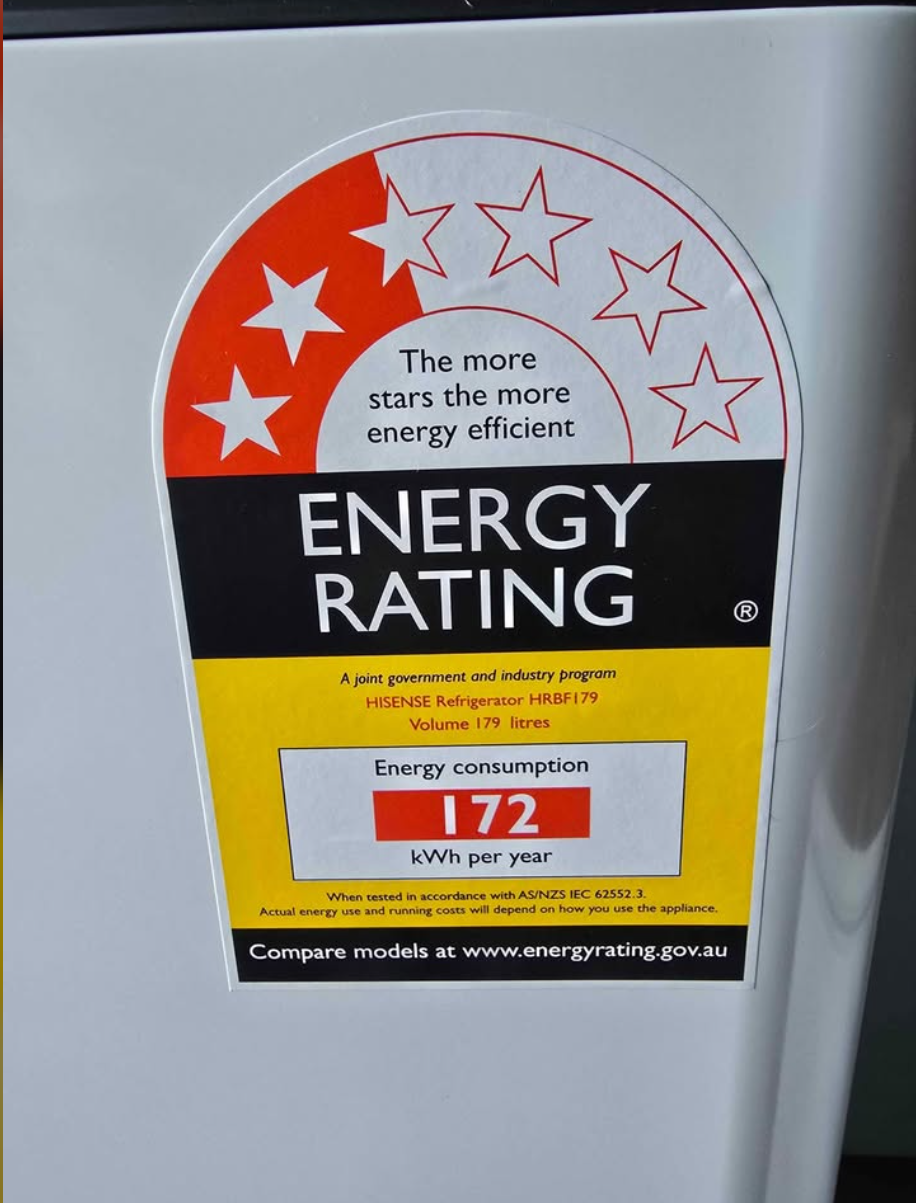 The more
stars the more
energy efficient
ENERGY
RATING
®
A joint government and industry program
HISENSE Refrigerator HRBF179
Volume 179 litres
Energy consumption
172
kWh per year
When tested in accordance with AS/NZS IEC 62552.3.
Actual energy use and running costs will depend on how you use the appliance.
Compare models at www.energyrating.gov.au